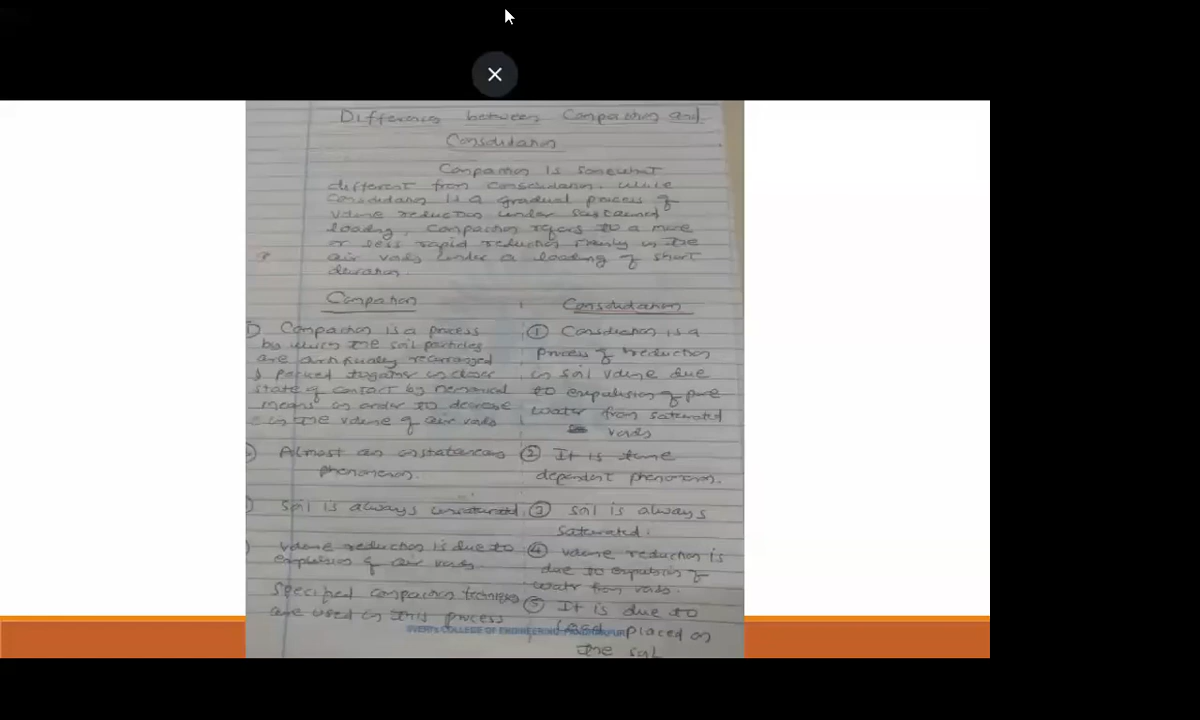 Difference between Compaction and
Consolidation
Compaction is somewhat
different from consolidation. While
consolidation is a gradual process of
volume reduction under sustained
loading, compaction refers to a more
or less rapid reduction mainly in the
air voids under a loading of short
duration.
Compaction
① Compaction is a process
by which the soil particles
are artificially rearranged
& packed together in closer
state of contact by mechanical
means in order to decrease
in the volume of air voids
Almost an instataneous
phenomenon.
Soil is always unsaturated
Volume reduction is due to
expulsion of air voids.
Specified compaction techniques
are used in this process
Consolidation
① Consolidation is a
process of reduction
in soil volume due
to expulsion of pore
water from saturated
voids
② It is time
dependent phenomenon.
③ Soil is always
saturated.
④ Volume reduction is
due to expulsion of
water from voids.
⑤ It is due to
load placed on
the soil
COLLEGE OF ENGINEERING,